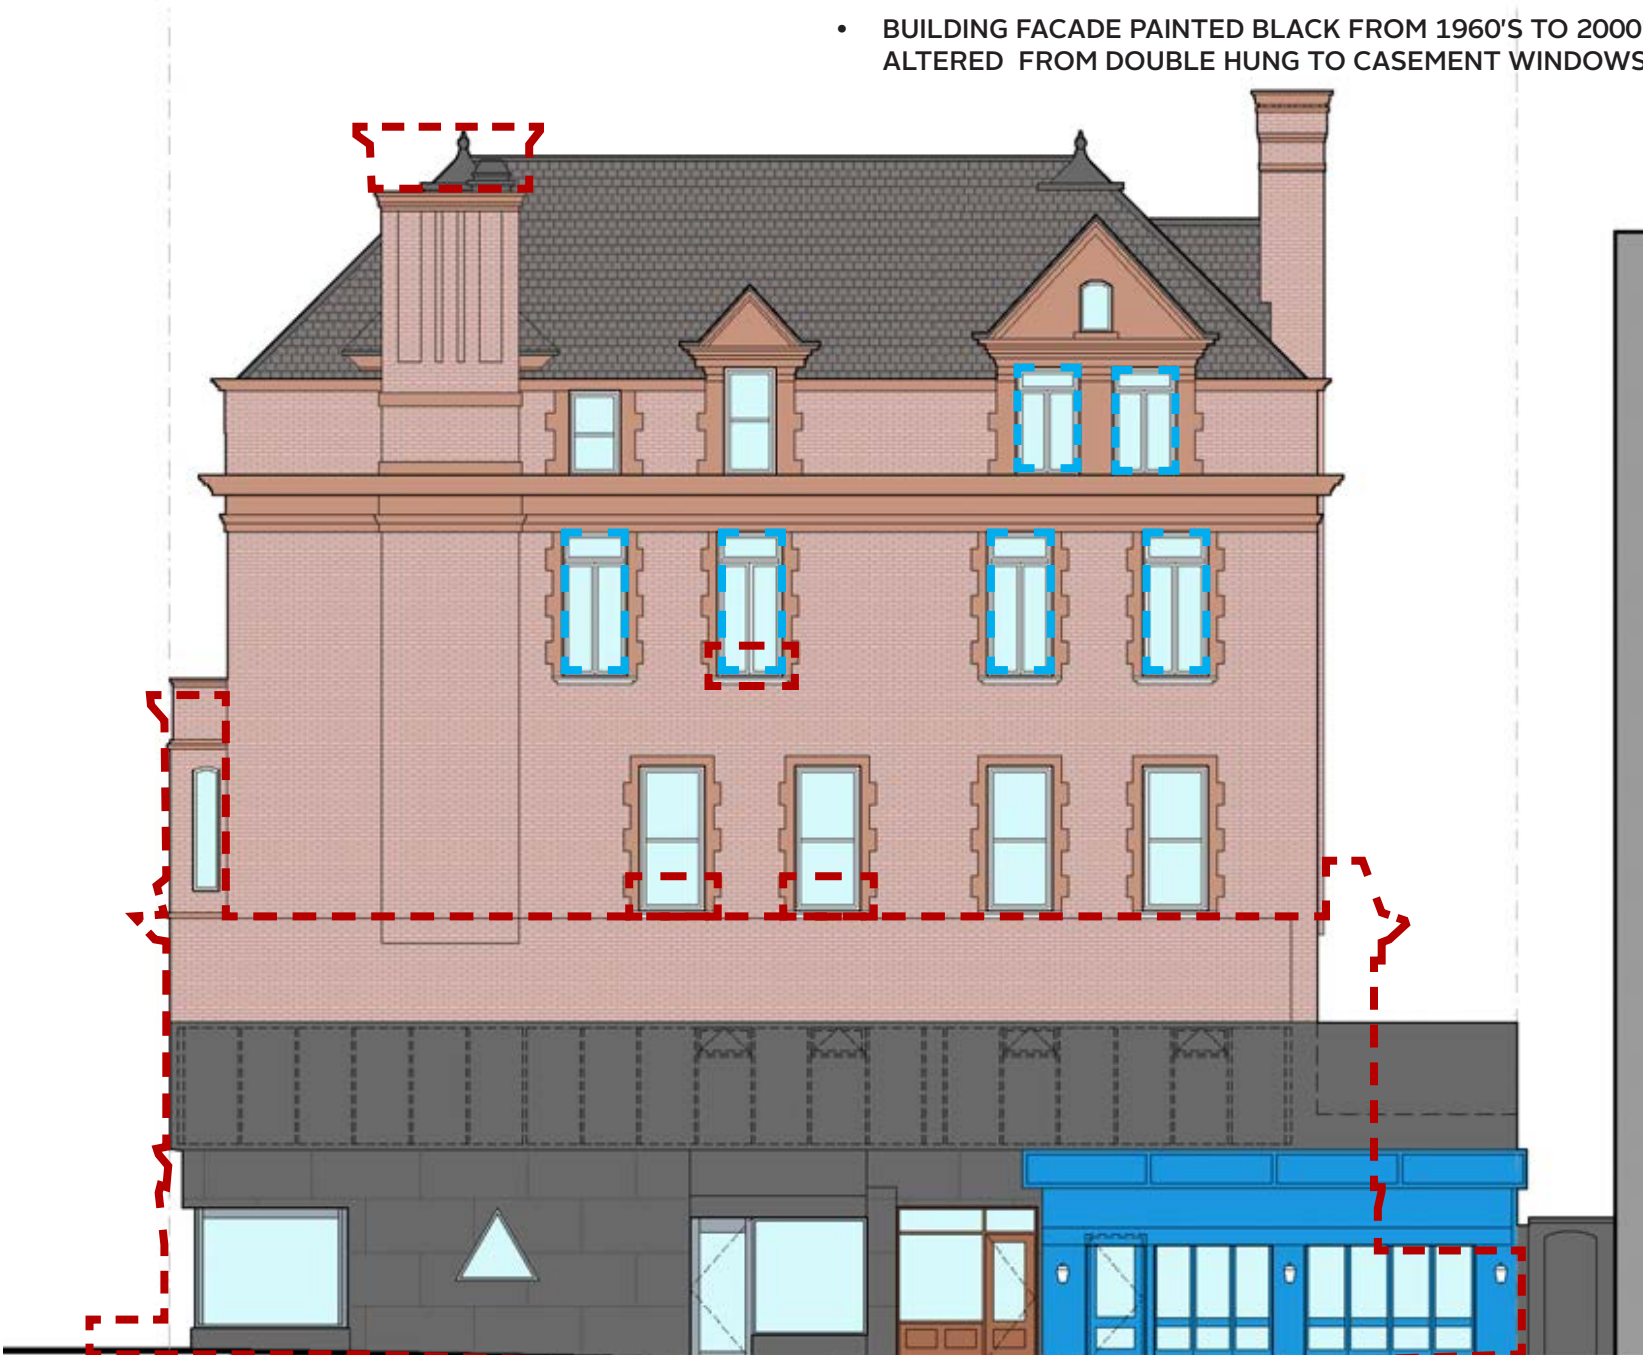 • BUILDING FACADE PAINTED BLACK FROM 1960'S TO 2000
ALTERED FROM DOUBLE HUNG TO CASEMENT WINDOWS